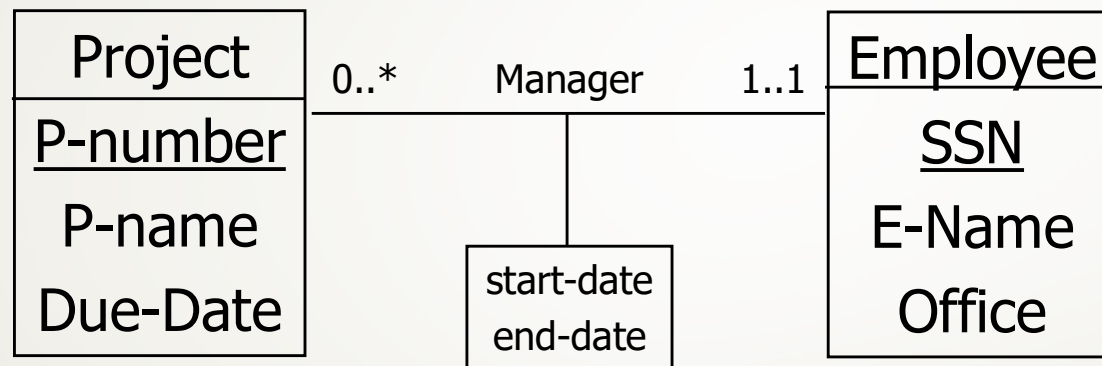 Project
P-number
P-name
Due-Date
0..* Manager 1..1
start-date
end-date
Employee
SSN
E-Name
Office